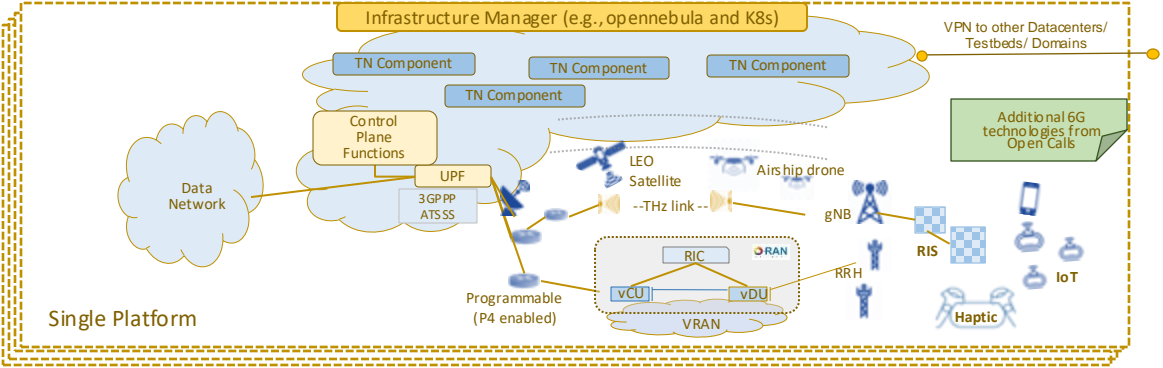 Infrastructure Manager (e.g., opennebula and K8s)
VPN to other Datacenters/
Testbeds/ Domains
TN Component
TN Component
TN Component
TN Component
Additional 6G
technologies from
Open Calls
Control
Plane
Functions
UPF
3GPPP
ATSSS
Data
Network
LEO
Satellite
Airship drone
--THz link --
gNB
RIS
IoT
Haptic
RRH
RIC
O-RAN
vCU
vDU
VRAN
Programmable
(P4 enabled)
Single Platform